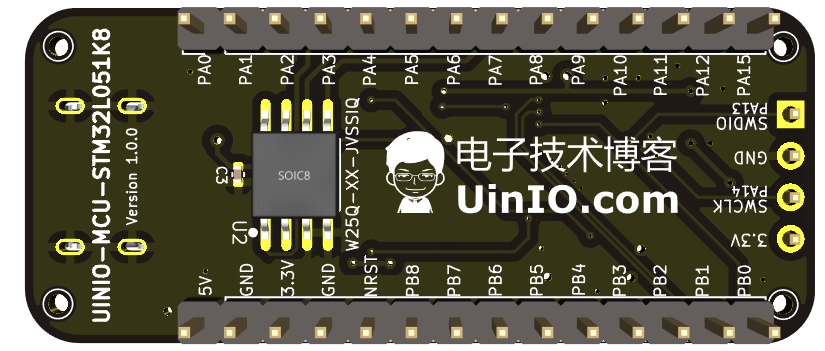 UINIO-MCU-STM32L051K8
Version 1.0.0
PA0
PA1
PA2
PA3
PA4
PA5
PA6
PA7
PA8
PA9
PA10
PA11
PA12
PA15
C3
SOIC8
U2
W25Q-XX-JVSSIQ
电子技术博客
UinIO.com
PA13
SWDIO
GND
PA14
SWCLK
3.3V
5V
GND
3.3V
GND
NRST
PB8
PB7
PB6
PB5
PB4
PB3
PB2
PB1
PB0